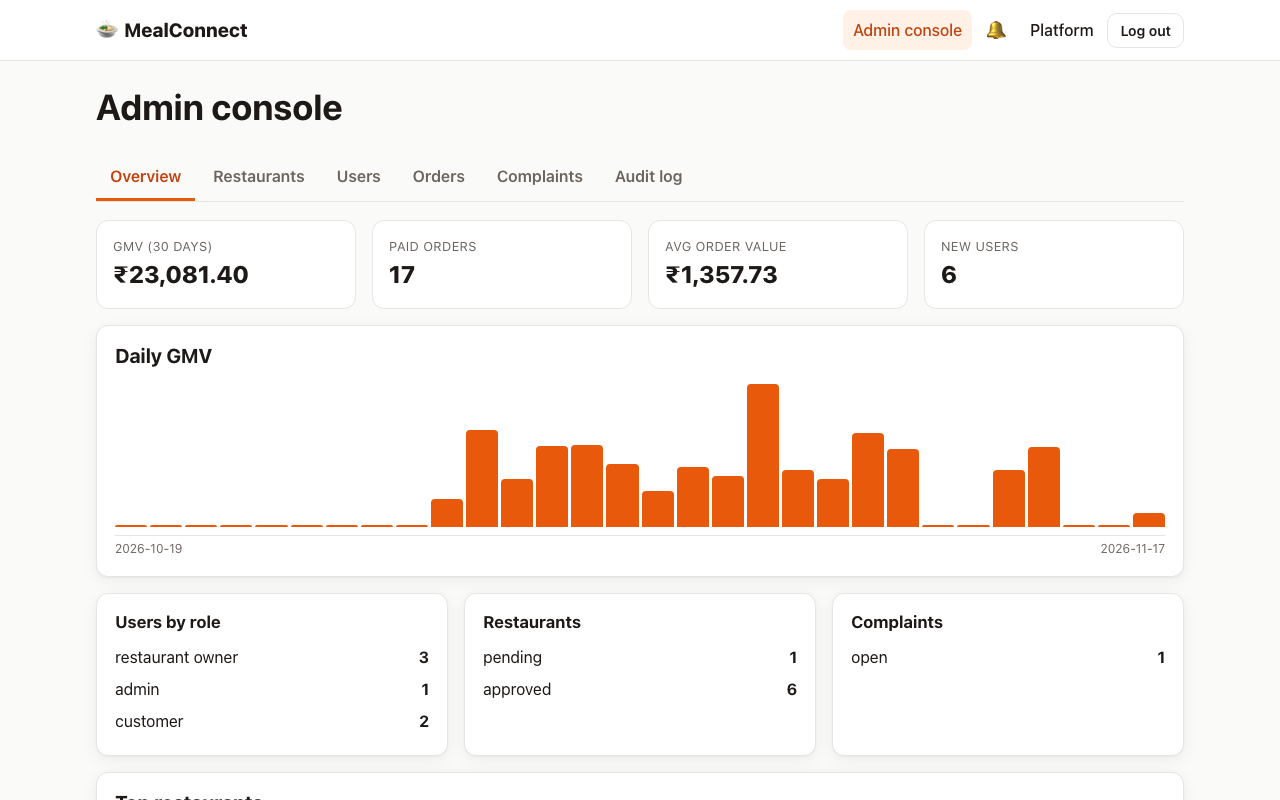 MealConnect
Admin console
Platform
Log out
Admin console
Overview
Restaurants
Users
Orders
Complaints
Audit log
GMV (30 DAYS)
₹23,081.40
PAID ORDERS
17
AVG ORDER VALUE
₹1,357.73
NEW USERS
6
Daily GMV
2026-10-19
2026-11-17
Users by role
restaurant owner 3
admin 1
customer 2
Restaurants
pending 1
approved 6
Complaints
open 1
Top restaurants